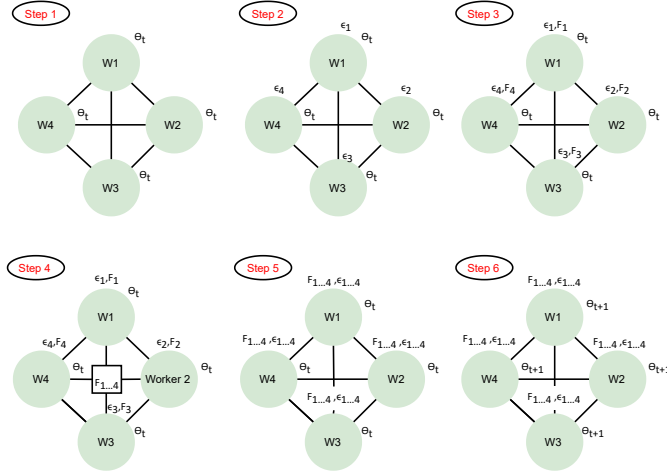 Step 1
Θt
W1
W4
Θt
W2
Θt
W3
Θt
Step 2
ϵ1
Θt
W1
ϵ4
ϵ2
W4
Θt
W2
Θt
ϵ3
W3
Θt
Step 3
ϵ1,F1
Θt
W1
ϵ4,F4
ϵ2,F2
W4
Θt
W2
Θt
ϵ3,F3
W3
Θt
Step 4
ϵ1,F1
Θt
W1
ϵ4,F4
ϵ2,F2
W4
Θt
F1...4
Worker 2
Θt
ϵ3,F3
W3
Θt
Step 5
F1...4 ,ϵ1...4
Θt
W1
F1...4 ,ϵ1...4
F1...4 ,ϵ1...4
W4
Θt
W2
Θt
F1...4 ,ϵ1...4
W3
Θt
Step 6
F1...4 ,ϵ1...4
Θt+1
W1
F1...4 ,ϵ1...4
F1...4 ,ϵ1...4
W4
Θt+1
W2
Θt+1
F1...4 ,ϵ1...4
W3
Θt+1